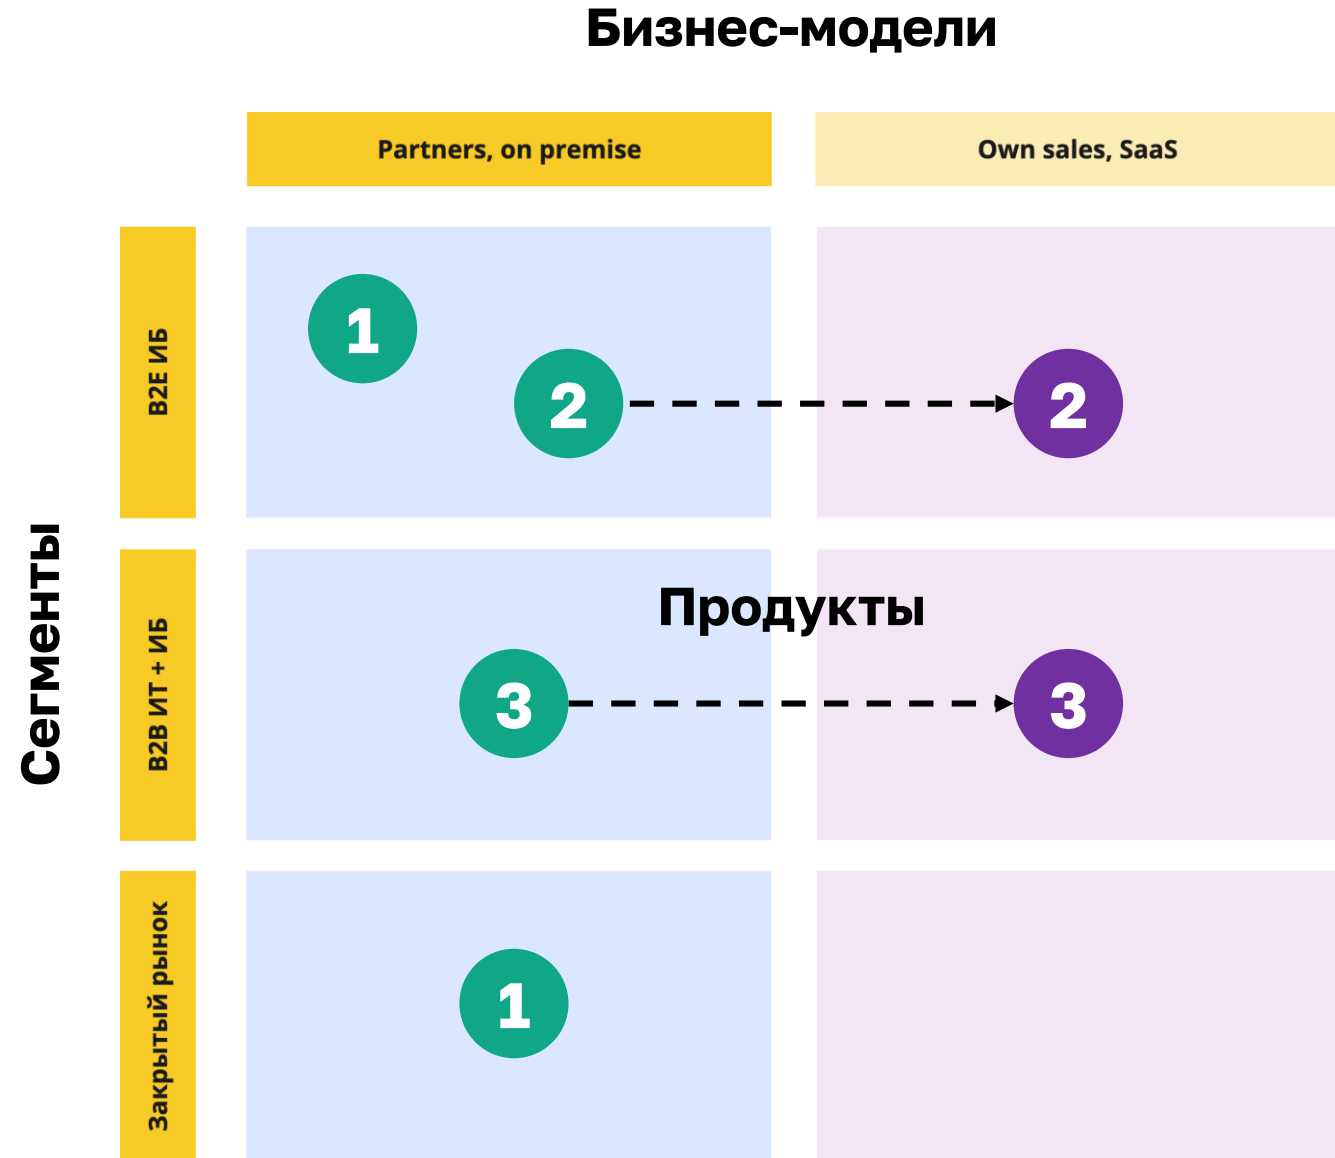 Бизнес-модели
Partners, on premise
Own sales, SaaS
Сегменты
B2E ИБ
1
2
2
B2B ИТ + ИБ
Продукты
3
3
Закрытый рынок
1